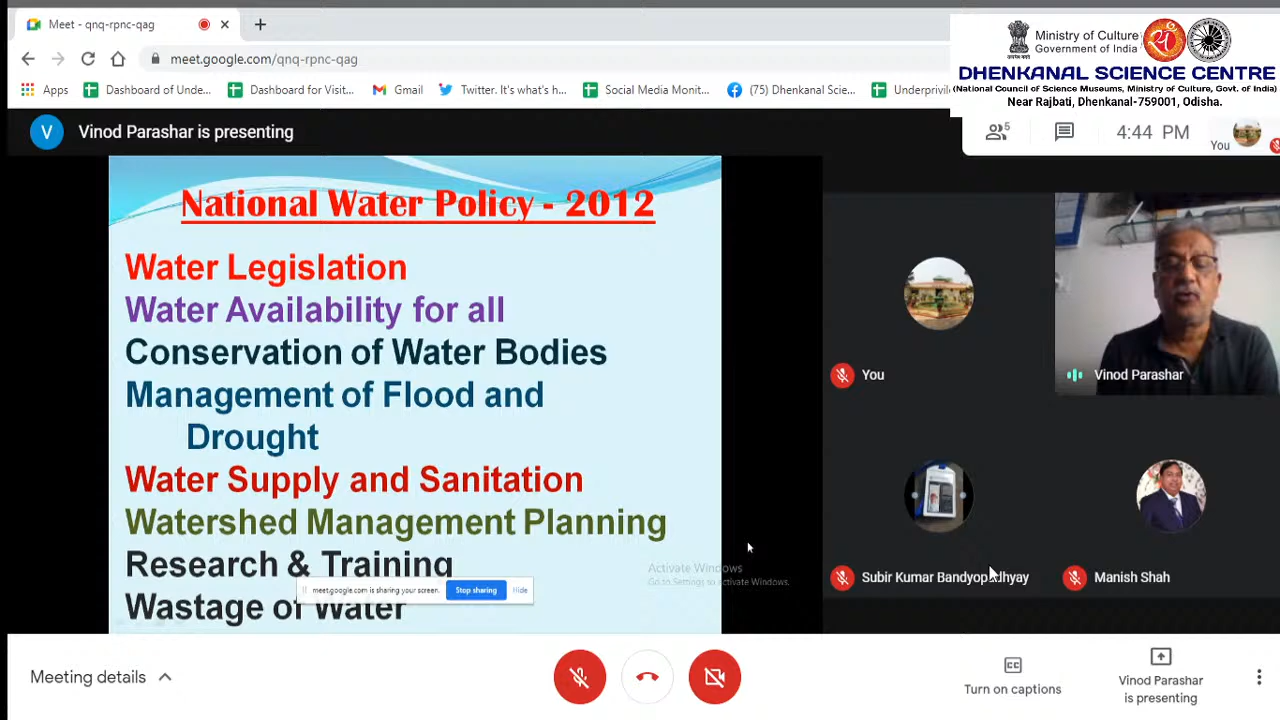 Meet - qnq-rpnc-qag
meet.google.com/qnq-rpnc-qag
Apps
Dashboard of Unde...
Dashboard for Visit...
Gmail
Twitter. It's what's h...
Social Media Monit...
(75) Dhenkanal Scie...
Underprivile
Ministry of Culture
Government of India
DHENKANAL SCIENCE CENTRE
(National Council of Science Museums, Ministry of Culture, Govt. of India)
Near Rajbati, Dhenkanal-759001, Odisha.
V
Vinod Parashar is presenting
5
4:44 PM
You
National Water Policy - 2012
Water Legislation
Water Availability for all
Conservation of Water Bodies
Management of Flood and
Drought
Water Supply and Sanitation
Watershed Management Planning
Research & Training
Wastage of Water
meet.google.com is sharing your screen.
Stop sharing
Hide
Activate Windows
Go to Settings to activate Windows.
You
Vinod Parashar
Subir Kumar Bandyopadhyay
Manish Shah
Meeting details
CC
Turn on captions
Vinod Parashar
is presenting